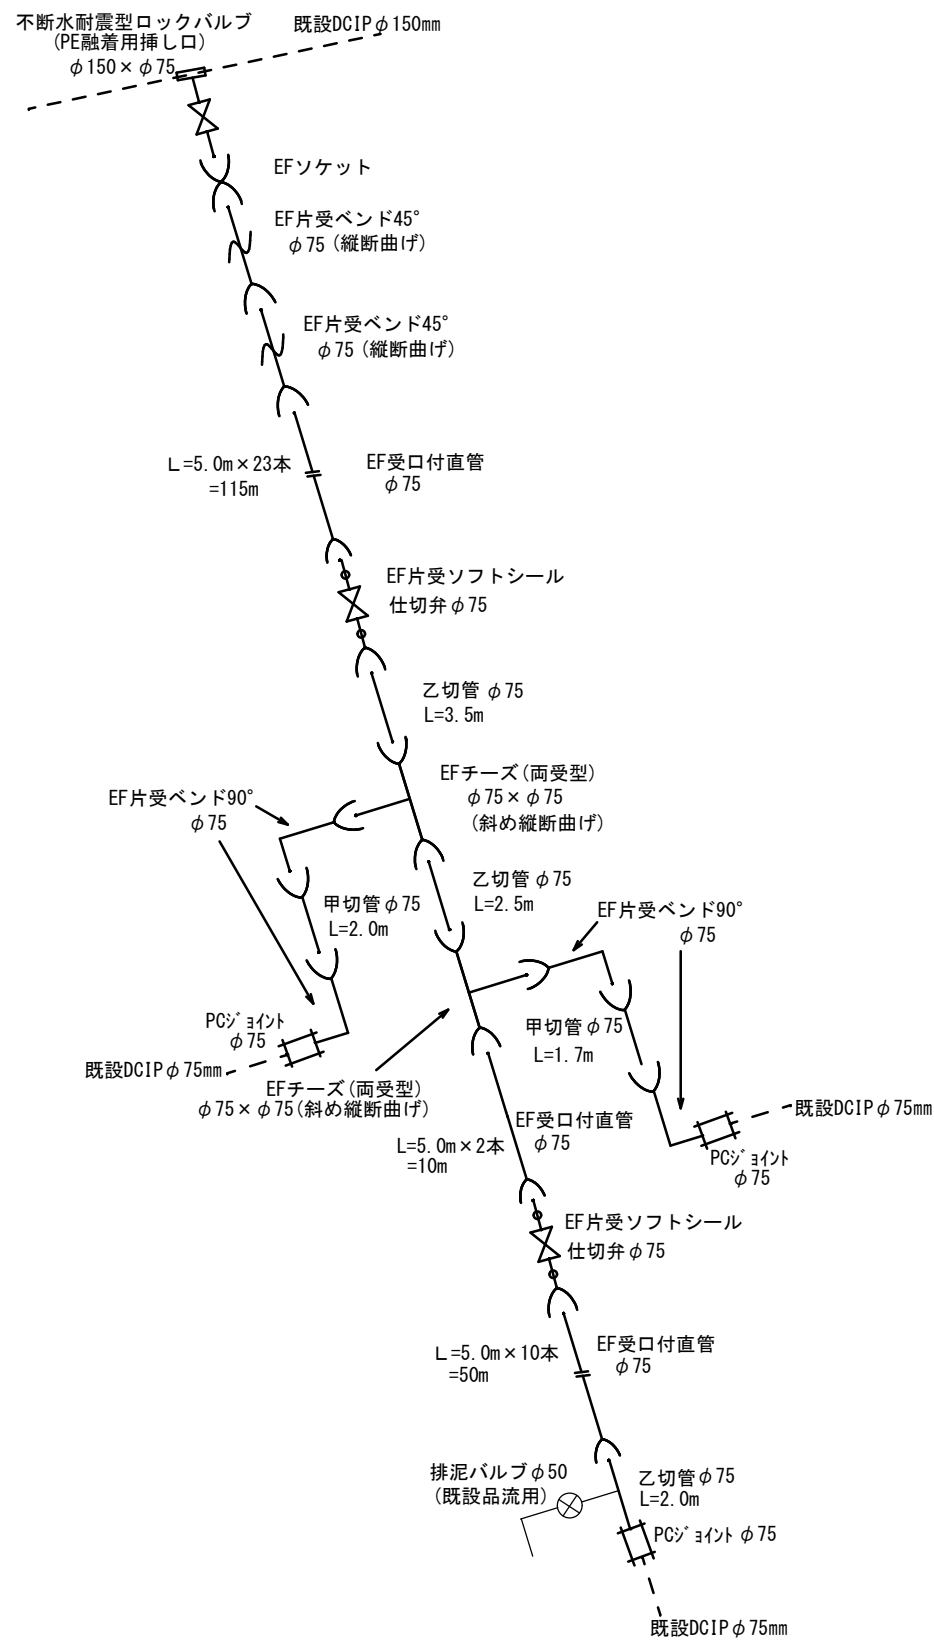 不断水耐震型ロックバルブ
(PE融着用挿し口)
φ150×φ75
既設DCIPφ150mm
EFソケット
EF片受ベンド45°
φ75(縦断曲げ)
EF片受ベンド45°
φ75(縦断曲げ)
L=5.0m×23本
=115m
EF受口付直管
φ75
EF片受ソフトシール
仕切弁φ75
乙切管 φ75
L=3.5m
EFチーズ(両受型)
φ75×φ75
(斜め縦断曲げ)
EF片受ベンド90°
φ75
甲切管φ75
L=2.0m
乙切管φ75
L=2.5m
EF片受ベンド90°
φ75
PCジョイント
φ75
既設DCIPφ75mm
甲切管φ75
L=1.7m
EFチーズ(両受型)
φ75×φ75(斜め縦断曲げ)
既設DCIPφ75mm
PCジョイント
φ75
EF受口付直管
φ75
L=5.0m×2本
=10m
EF片受ソフトシール
仕切弁φ75
L=5.0m×10本
=50m
EF受口付直管
φ75
排泥バルブφ50
(既設品流用)
乙切管φ75
L=2.0m
PCジョイント φ75
既設DCIPφ75mm